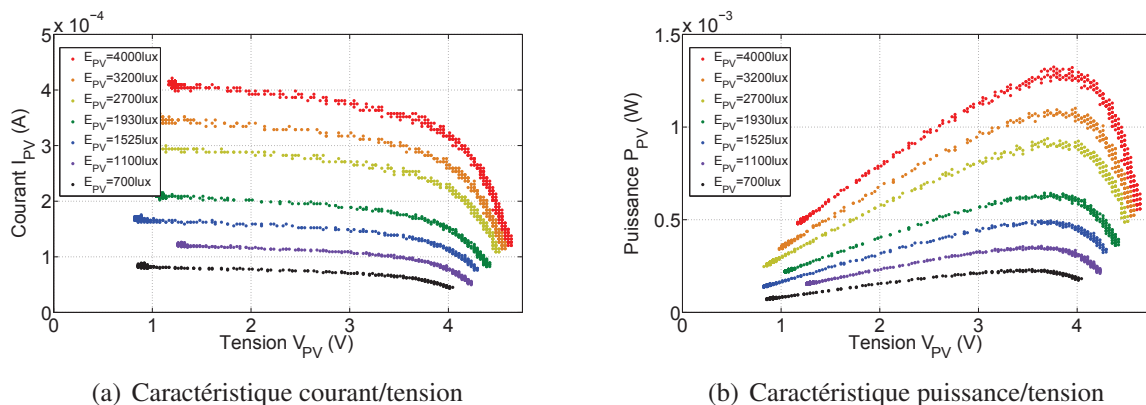 5 x 10⁻⁴
4
3
2
1
0
E_PV=4000lux
E_PV=3200lux
E_PV=2700lux
E_PV=1930lux
E_PV=1525lux
E_PV=1100lux
E_PV=700lux
Courant I_PV (A)
0 1 2 3 4
Tension V_PV (V)
(a) Caractéristique courant/tension
1.5 x 10⁻³
1
0.5
0
E_PV=4000lux
E_PV=3200lux
E_PV=2700lux
E_PV=1930lux
E_PV=1525lux
E_PV=1100lux
E_PV=700lux
Puissance P_PV (W)
0 1 2 3 4
Tension V_PV (V)
(b) Caractéristique puissance/tension